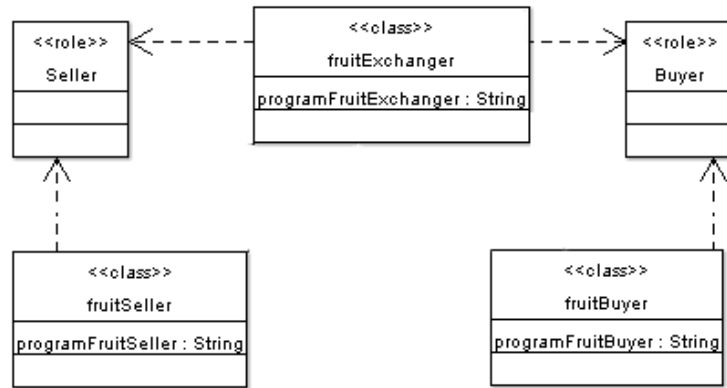 <<role>>
Seller
<<class>>
fruitExchanger
programFruitExchanger : String
<<role>>
Buyer
<<class>>
fruitSeller
programFruitSeller : String
<<class>>
fruitBuyer
programFruitBuyer : String